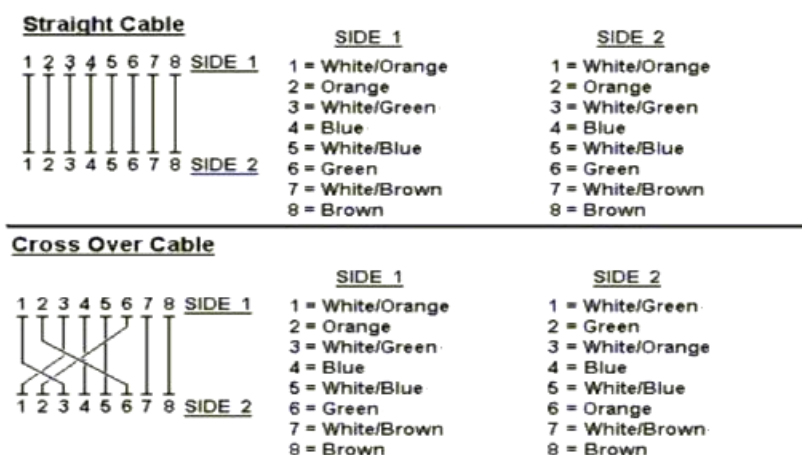 Straight Cable
1 2 3 4 5 6 7 8 SIDE 1
1 2 3 4 5 6 7 8 SIDE 2
SIDE 1
1 = White/Orange
2 = Orange
3 = White/Green
4 = Blue
5 = White/Blue
6 = Green
7 = White/Brown
8 = Brown
SIDE 2
1 = White/Orange
2 = Orange
3 = White/Green
4 = Blue
5 = White/Blue
6 = Green
7 = White/Brown
8 = Brown
Cross Over Cable
1 2 3 4 5 6 7 8 SIDE 1
1 2 3 4 5 6 7 8 SIDE 2
SIDE 1
1 = White/Orange
2 = Orange
3 = White/Green
4 = Blue
5 = White/Blue
6 = Green
7 = White/Brown
8 = Brown
SIDE 2
1 = White/Green
2 = Green
3 = White/Orange
4 = Blue
5 = White/Blue
6 = Orange
7 = White/Brown
8 = Brown